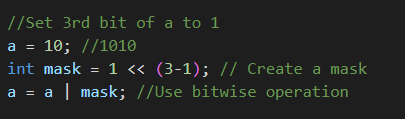 //Set 3rd bit of a to 1
a = 10; //1010
int mask = 1 << (3-1); // Create a mask
a = a | mask; //Use bitwise operation